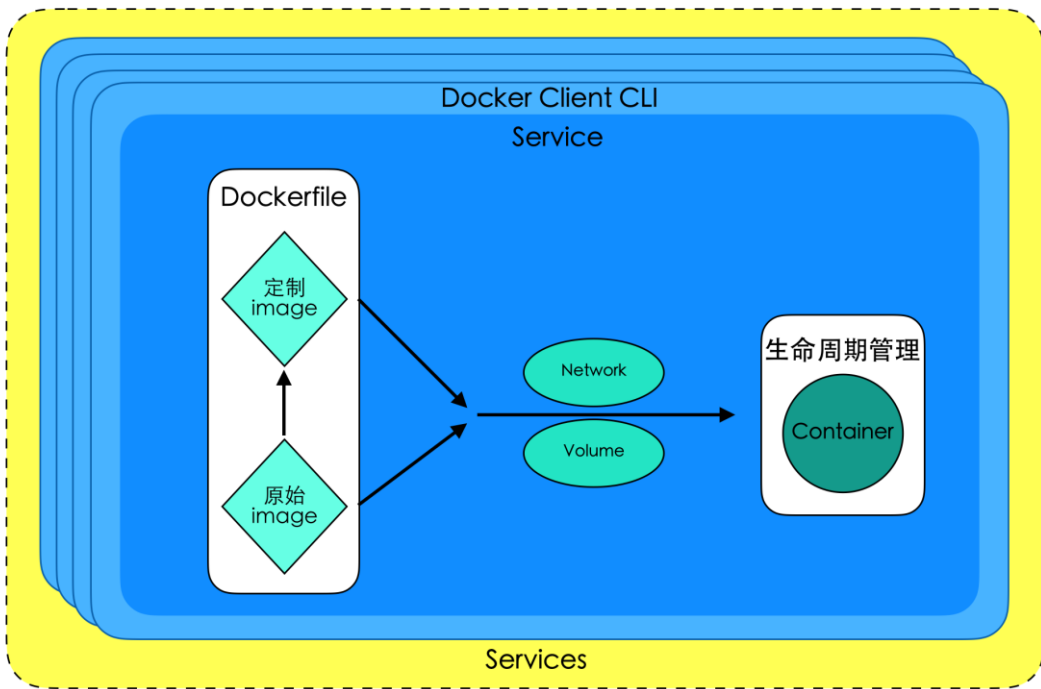 Docker Client CLI
Service
Dockerfile
定制
image
原始
image
Network
Volume
生命周期管理
Container
Services